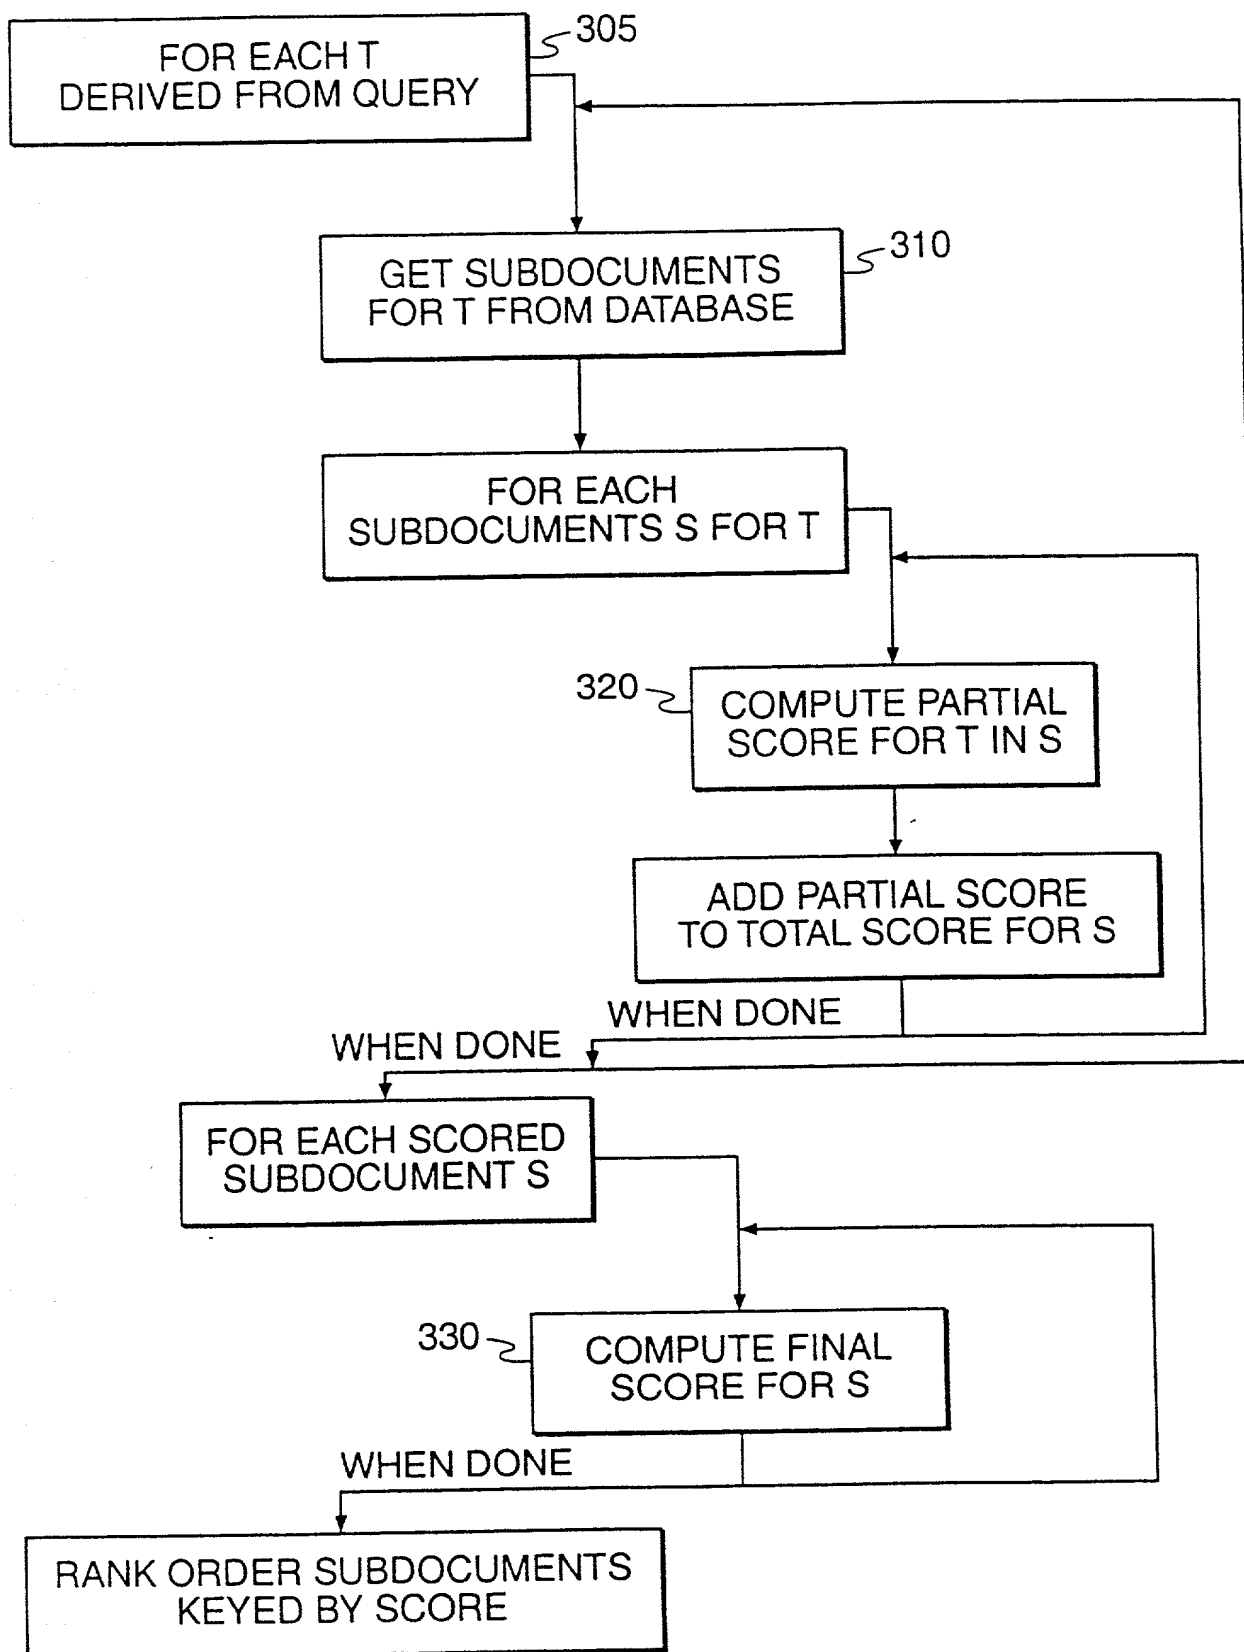 305
FOR EACH T
DERIVED FROM QUERY
310
GET SUBDOCUMENTS
FOR T FROM DATABASE
FOR EACH
SUBDOCUMENTS S FOR T
320
COMPUTE PARTIAL
SCORE FOR T IN S
ADD PARTIAL SCORE
TO TOTAL SCORE FOR S
WHEN DONE
WHEN DONE
FOR EACH SCORED
SUBDOCUMENT S
330
COMPUTE FINAL
SCORE FOR S
WHEN DONE
RANK ORDER SUBDOCUMENTS
KEYED BY SCORE